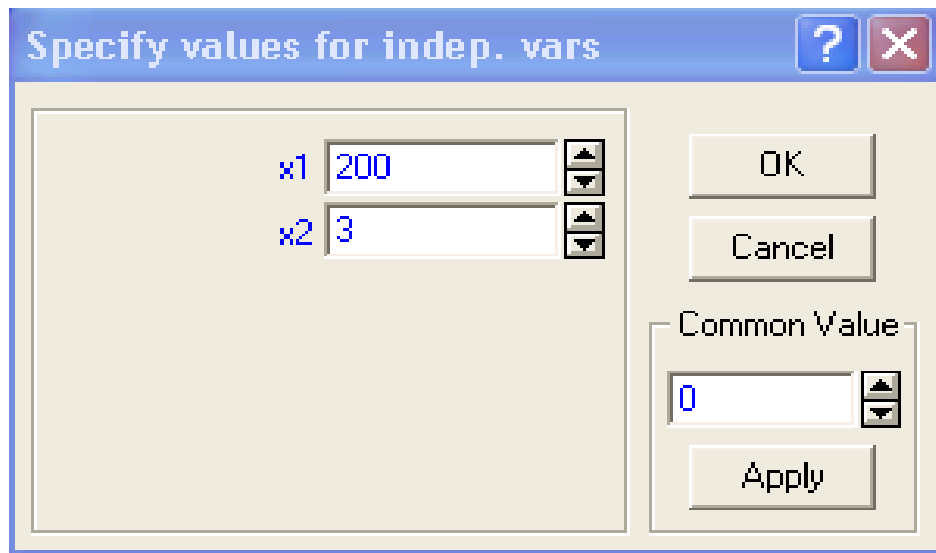 Specify values for indep. vars
x1 200
x2 3
OK
Cancel
Common Value
0
Apply